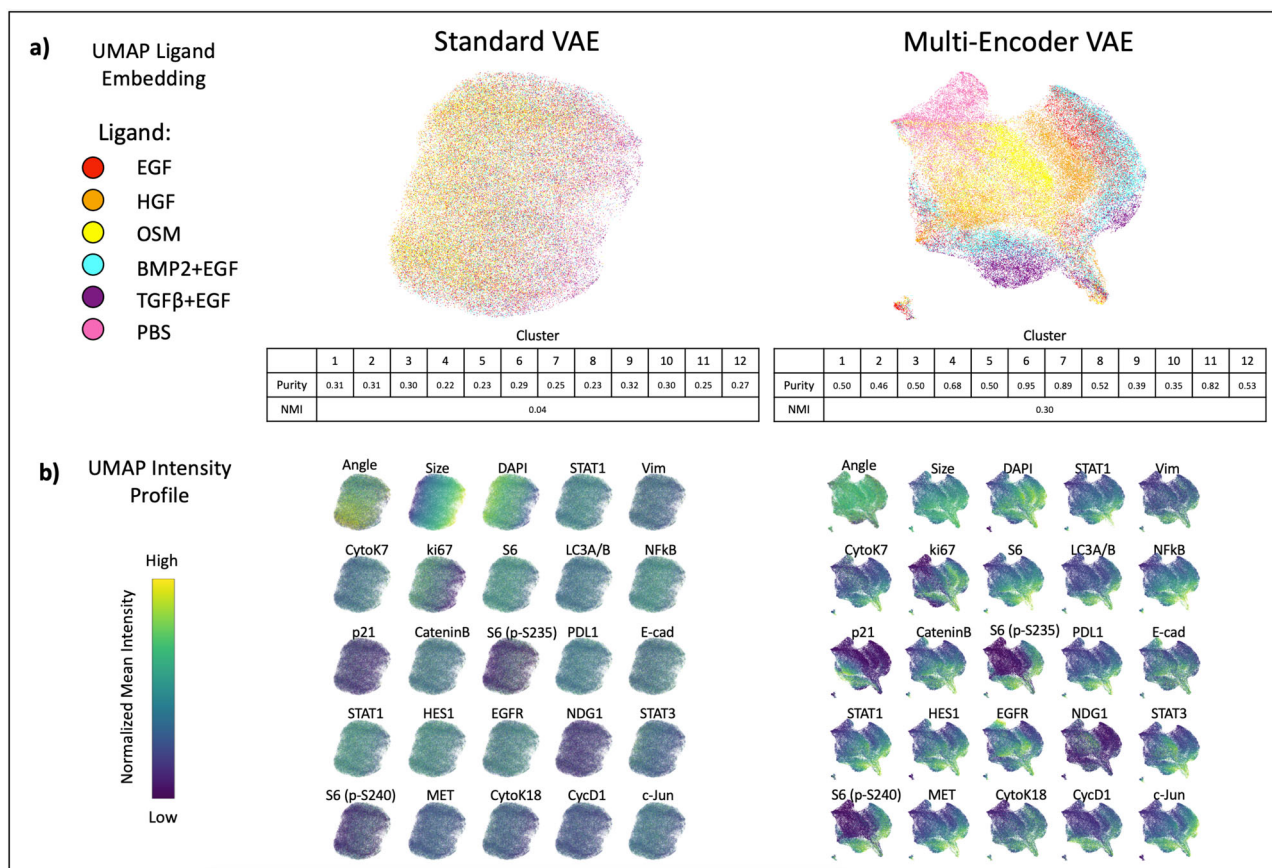 a)
UMAP Ligand
Embedding
Ligand:
EGF
HGF
OSM
BMP2+EGF
TGFβ+EGF
PBS
Standard VAE
Cluster
1 2 3 4 5 6 7 8 9 10 11 12
Purity 0.31 0.31 0.30 0.22 0.23 0.29 0.25 0.23 0.32 0.30 0.25 0.27
NMI 0.04
Multi-Encoder VAE
Cluster
1 2 3 4 5 6 7 8 9 10 11 12
Purity 0.50 0.46 0.50 0.68 0.50 0.95 0.89 0.52 0.39 0.35 0.82 0.53
NMI 0.30
b)
UMAP Intensity
Profile
High
Normalized Mean Intensity
Low
Angle Size DAPI STAT1 Vim
CytoK7 ki67 S6 LC3A/B NFkB
p21 CateninB S6 (p-S235) PDL1 E-cad
STAT1 HES1 EGFR NDG1 STAT3
S6 (p-S240) MET CytoK18 CycD1 c-Jun
Angle Size DAPI STAT1 Vim
CytoK7 ki67 S6 LC3A/B NFkB
p21 CateninB S6 (p-S235) PDL1 E-cad
STAT1 HES1 EGFR NDG1 STAT3
S6 (p-S240) MET CytoK18 CycD1 c-Jun